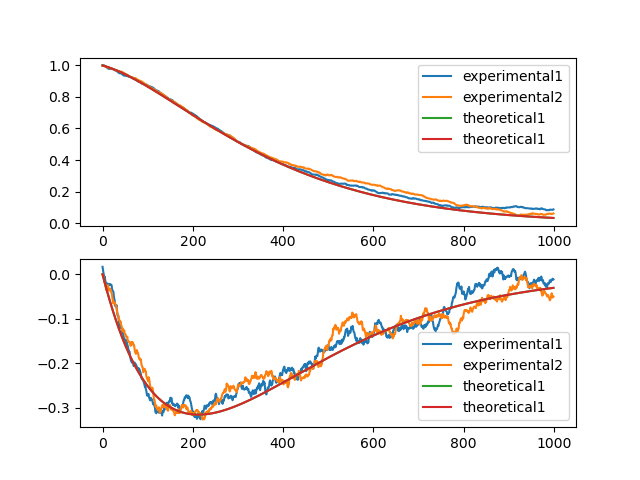 1.0
0.8
0.6
0.4
0.2
0.0
experimental1
experimental2
theoretical1
theoretical1
0 200 400 600 800 1000
0.0
−0.1
−0.2
−0.3
experimental1
experimental2
theoretical1
theoretical1
0 200 400 600 800 1000